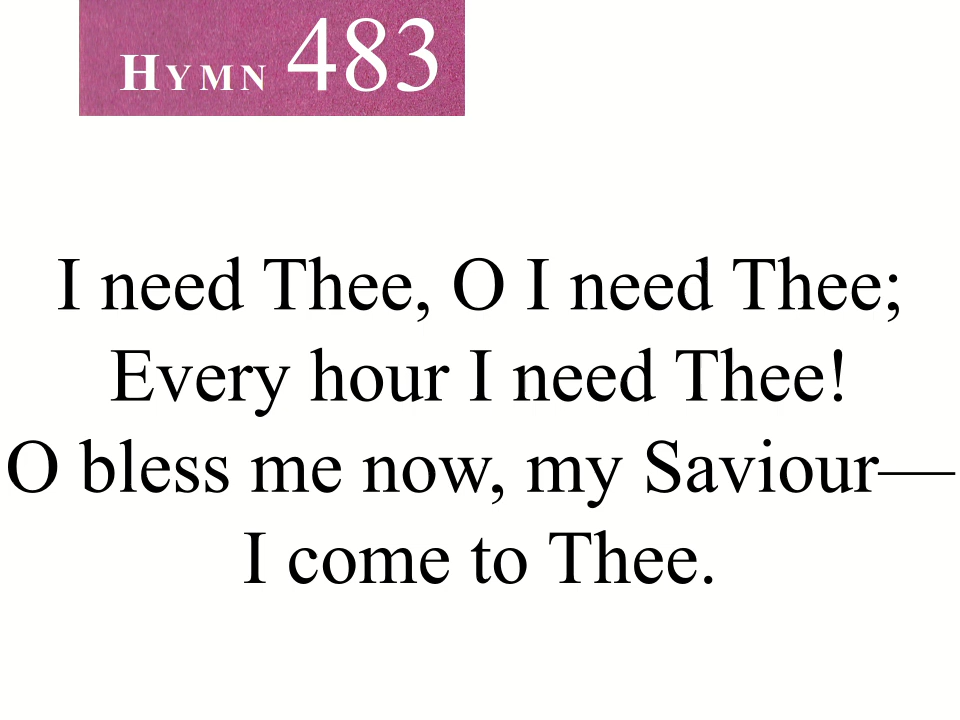 HYMN 483
I need Thee, O I need Thee;
Every hour I need Thee!
O bless me now, my Saviour—
I come to Thee.